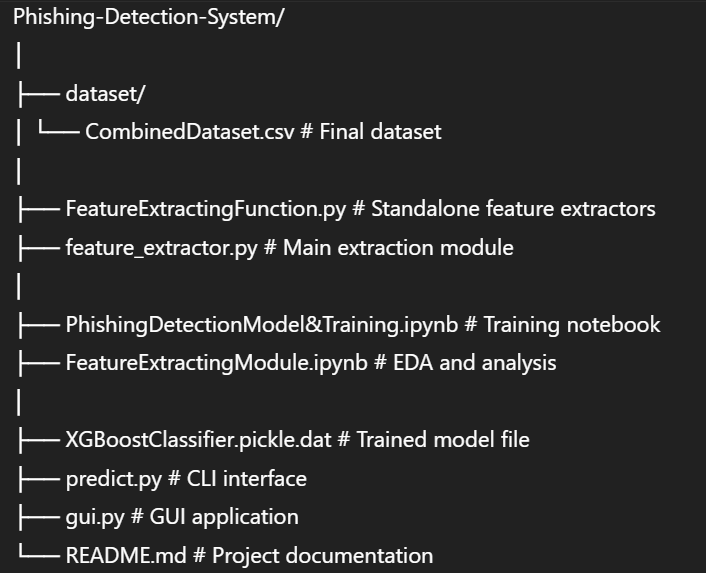 Phishing-Detection-System/
│
├── dataset/
│ └── CombinedDataset.csv # Final dataset
│
├── FeatureExtractingFunction.py # Standalone feature extractors
├── feature_extractor.py # Main extraction module
│
├── PhishingDetectionModel&Training.ipynb # Training notebook
├── FeatureExtractingModule.ipynb # EDA and analysis
│
├── XGBoostClassifier.pickle.dat # Trained model file
├── predict.py # CLI interface
├── gui.py # GUI application
└── README.md # Project documentation